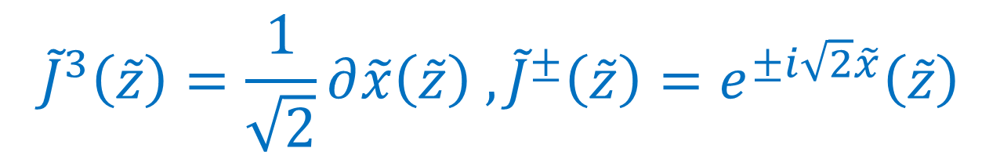 J̃³(z̃) = 1/√2 ∂x̃(z̃) , J̃^±(z̃) = e^{±i√2x̃}(z̃)